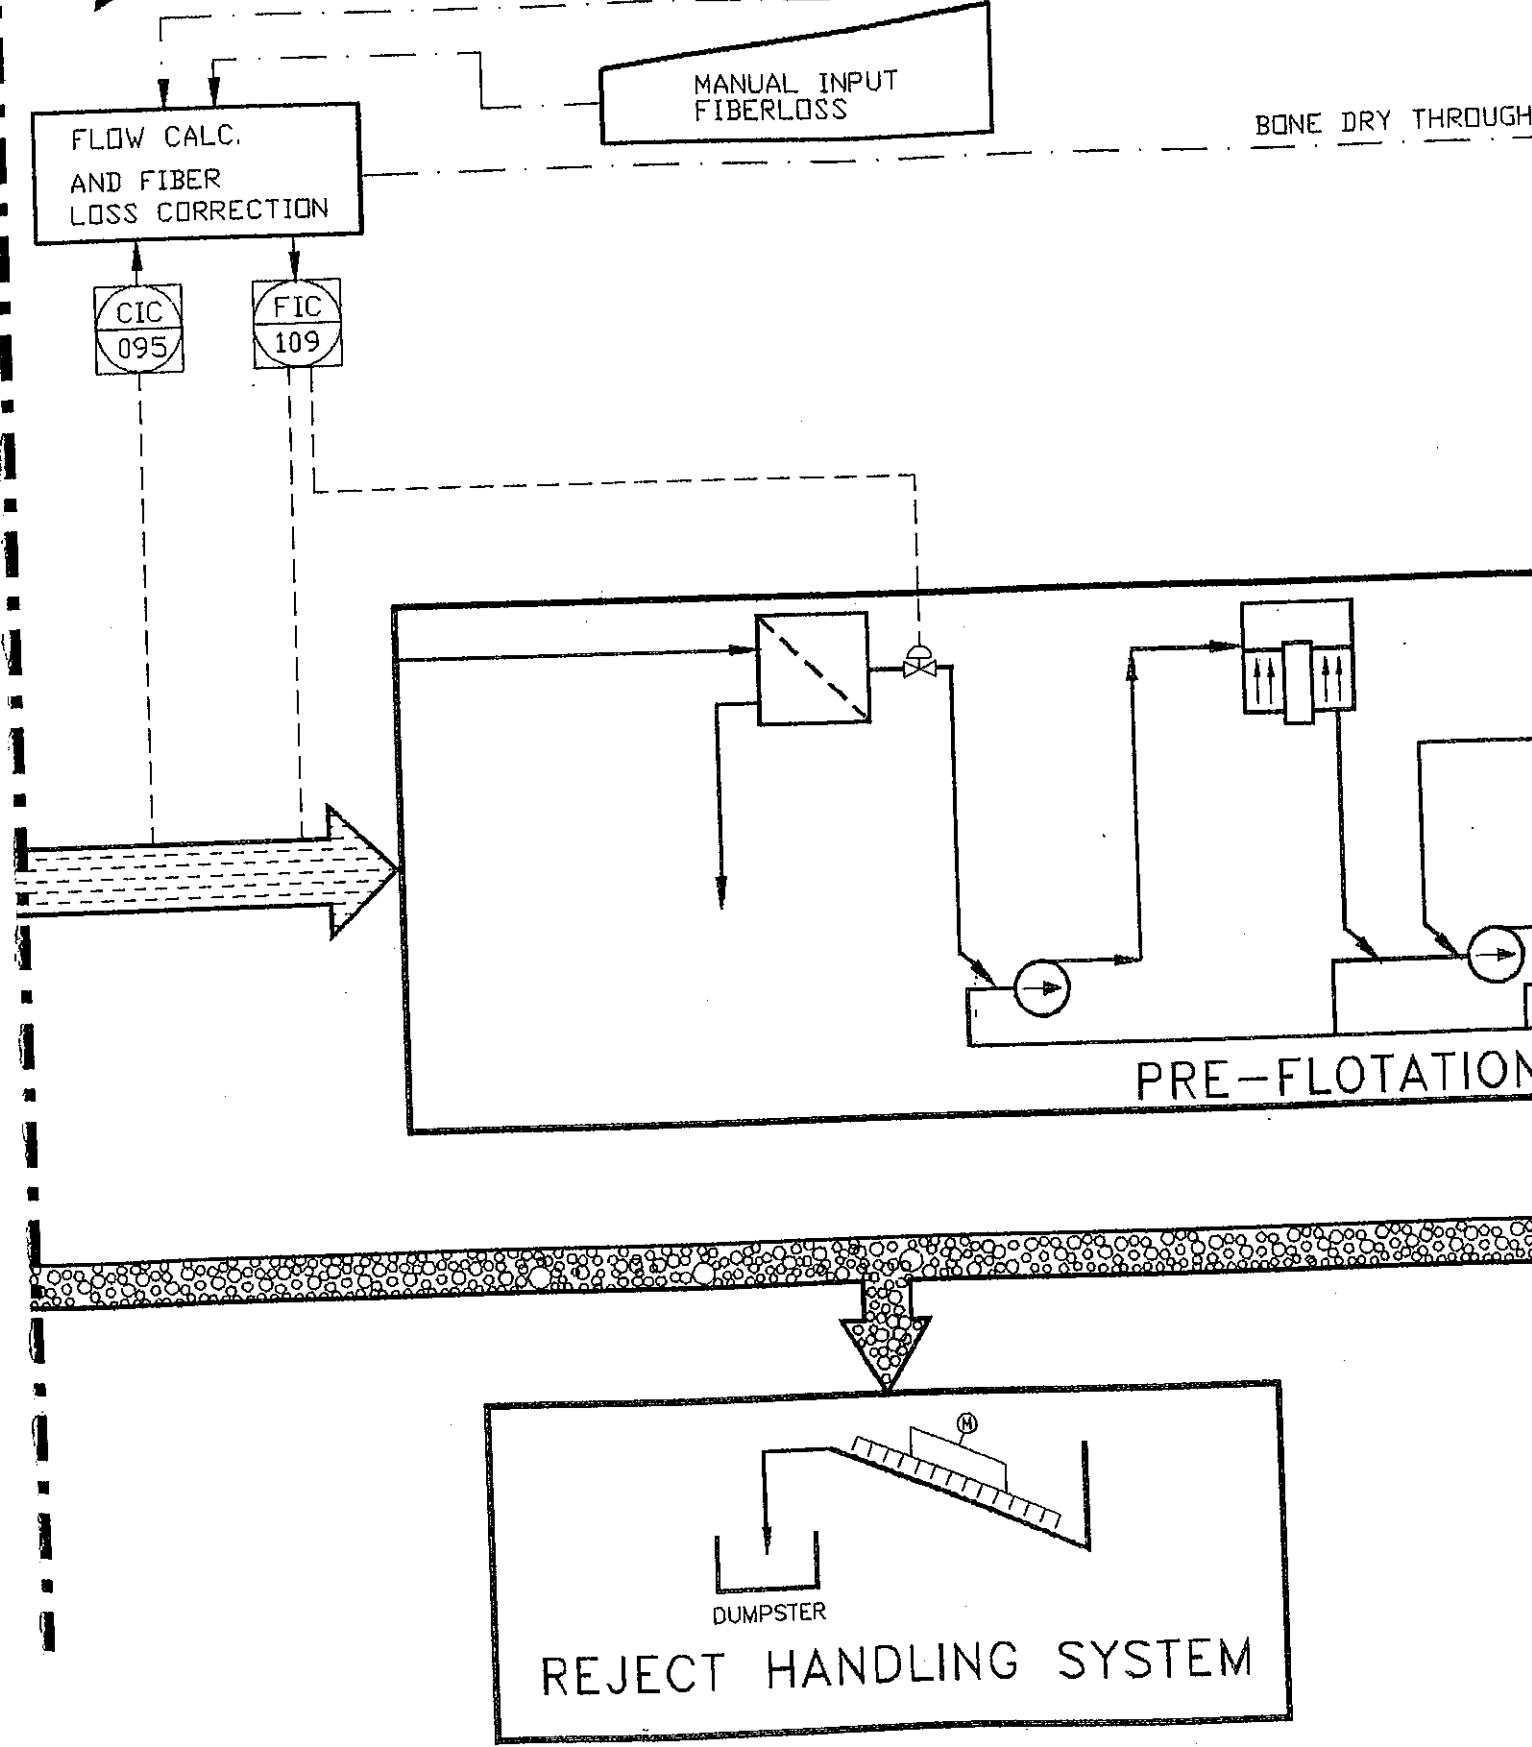 MANUAL INPUT
FIBERLOSS
BONE DRY THROUGH
FLOW CALC.
AND FIBER
LOSS CORRECTION
CIC
095
FIC
109
PRE-FLOTATION
M
DUMPSTER
REJECT HANDLING SYSTEM